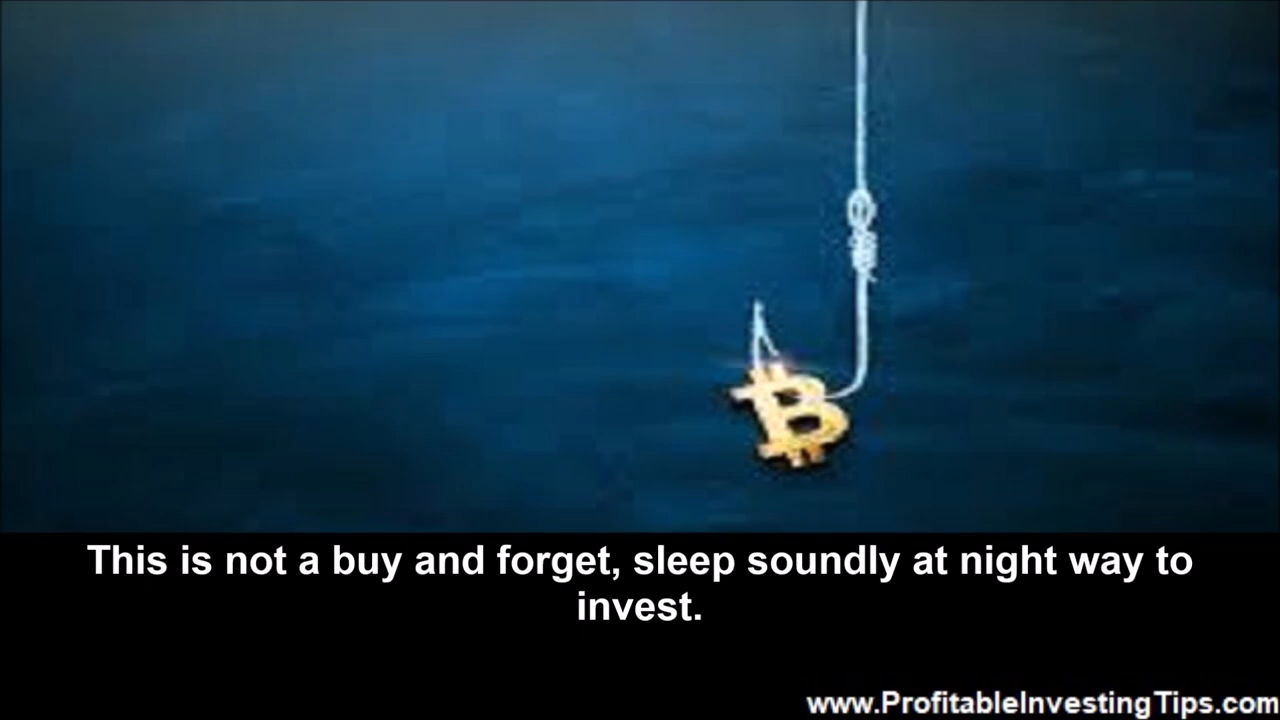 This is not a buy and forget, sleep soundly at night way to
invest.
www.ProfitableInvestingTips.com